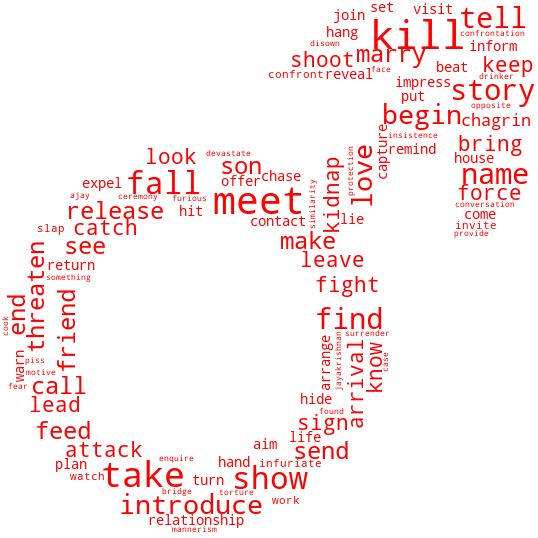 set
visit
join
tell
kill
confrontation
hang
disown
marry
inform
shoot
keep
face
beat
confront
reveal
drinker
impress
story
put
opposite
begin
chagrin
capture
insistence
bring
remind
devastate
look
son
love
protection
kidnap
house
name
fall
offer
chase
expel
force
meet
ajay
ceremony
furious
similarity
conversation
release
hit
contact
lie
come
invite
provide
slap
catch
make
see
threaten
return
leave
something
fight
end
friend
find
cook
surrender
arrange
jayakrishnan
arrival
know
case
warn
piss
motive
fear
call
hide
lead
found
sign
feed
life
attack
aim
send
plan
enquire
hand
infuriate
watch
take
turn
show
bridge
torture
work
introduce
relationship
mannerism